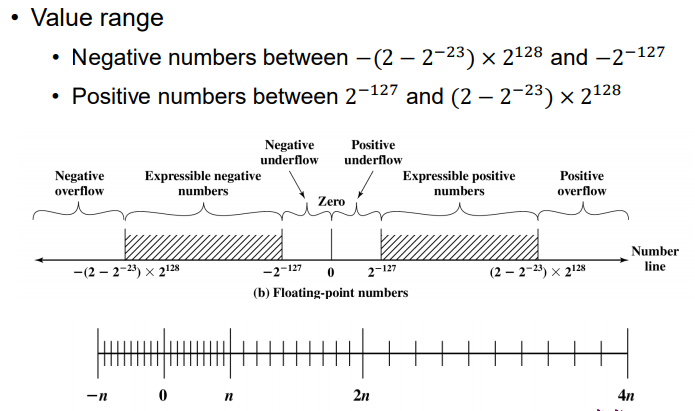 • Value range
• Negative numbers between −(2 – 2⁻²³) × 2¹²⁸ and −2⁻¹²⁷
• Positive numbers between 2⁻¹²⁷ and (2 – 2⁻²³) × 2¹²⁸
Negative underflow
Positive underflow
Negative overflow
Expressible negative numbers
Zero
Expressible positive numbers
Positive overflow
Number line
−(2 – 2⁻²³) × 2¹²⁸
−2⁻¹²⁷
0
2⁻¹²⁷
(2 – 2⁻²³) × 2¹²⁸
(b) Floating-point numbers
−n
0
n
2n
4n